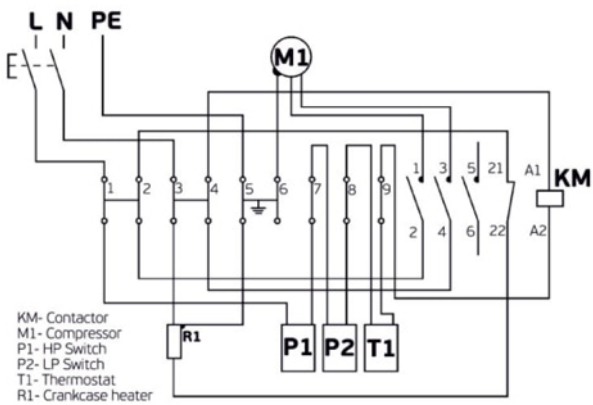 L N PE
M1
1 2 3 4 5 6 7 8 9
1 3 5 21 A1 KM
2 4 6 22 A2
KM- Contactor
M1- Compressor
P1- HP Switch
P2- LP Switch
T1- Thermostat
R1- Crankcase heater
R1
P1 P2 T1